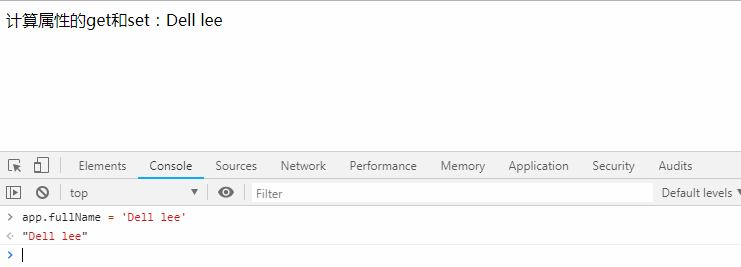 计算属性的get和set：Dell lee
Elements Console Sources Network Performance Memory Application Security Audits
top Filter Default levels
> app.fullName = 'Dell lee'
< "Dell lee"
>